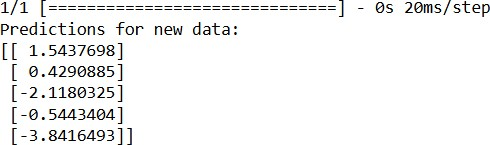 1/1 [==============================] - 0s 20ms/step
Predictions for new data:
[[ 1.5437698]
 [ 0.4290885]
 [-2.1180325]
 [-0.5443404]
 [-3.8416493]]